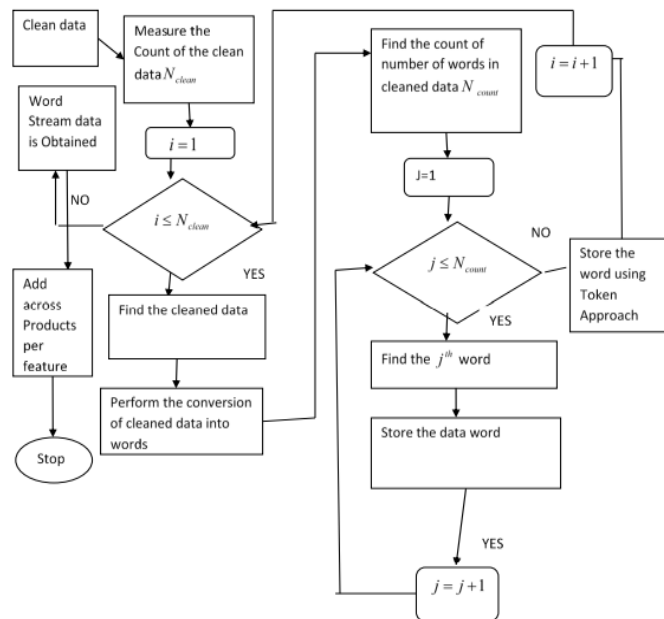 Clean data
Measure the
Count of the clean
data N_clean
i = 1
i ≤ N_clean
NO
Word
Stream data
is Obtained
Add
across
Products
per
feature
Stop
YES
Find the cleaned data
Perform the conversion
of cleaned data into
words
Find the count of
number of words in
cleaned data N_count
J=1
j ≤ N_count
NO
Store the
word using
Token
Approach
i = i + 1
YES
Find the j^th word
Store the data word
YES
j = j + 1